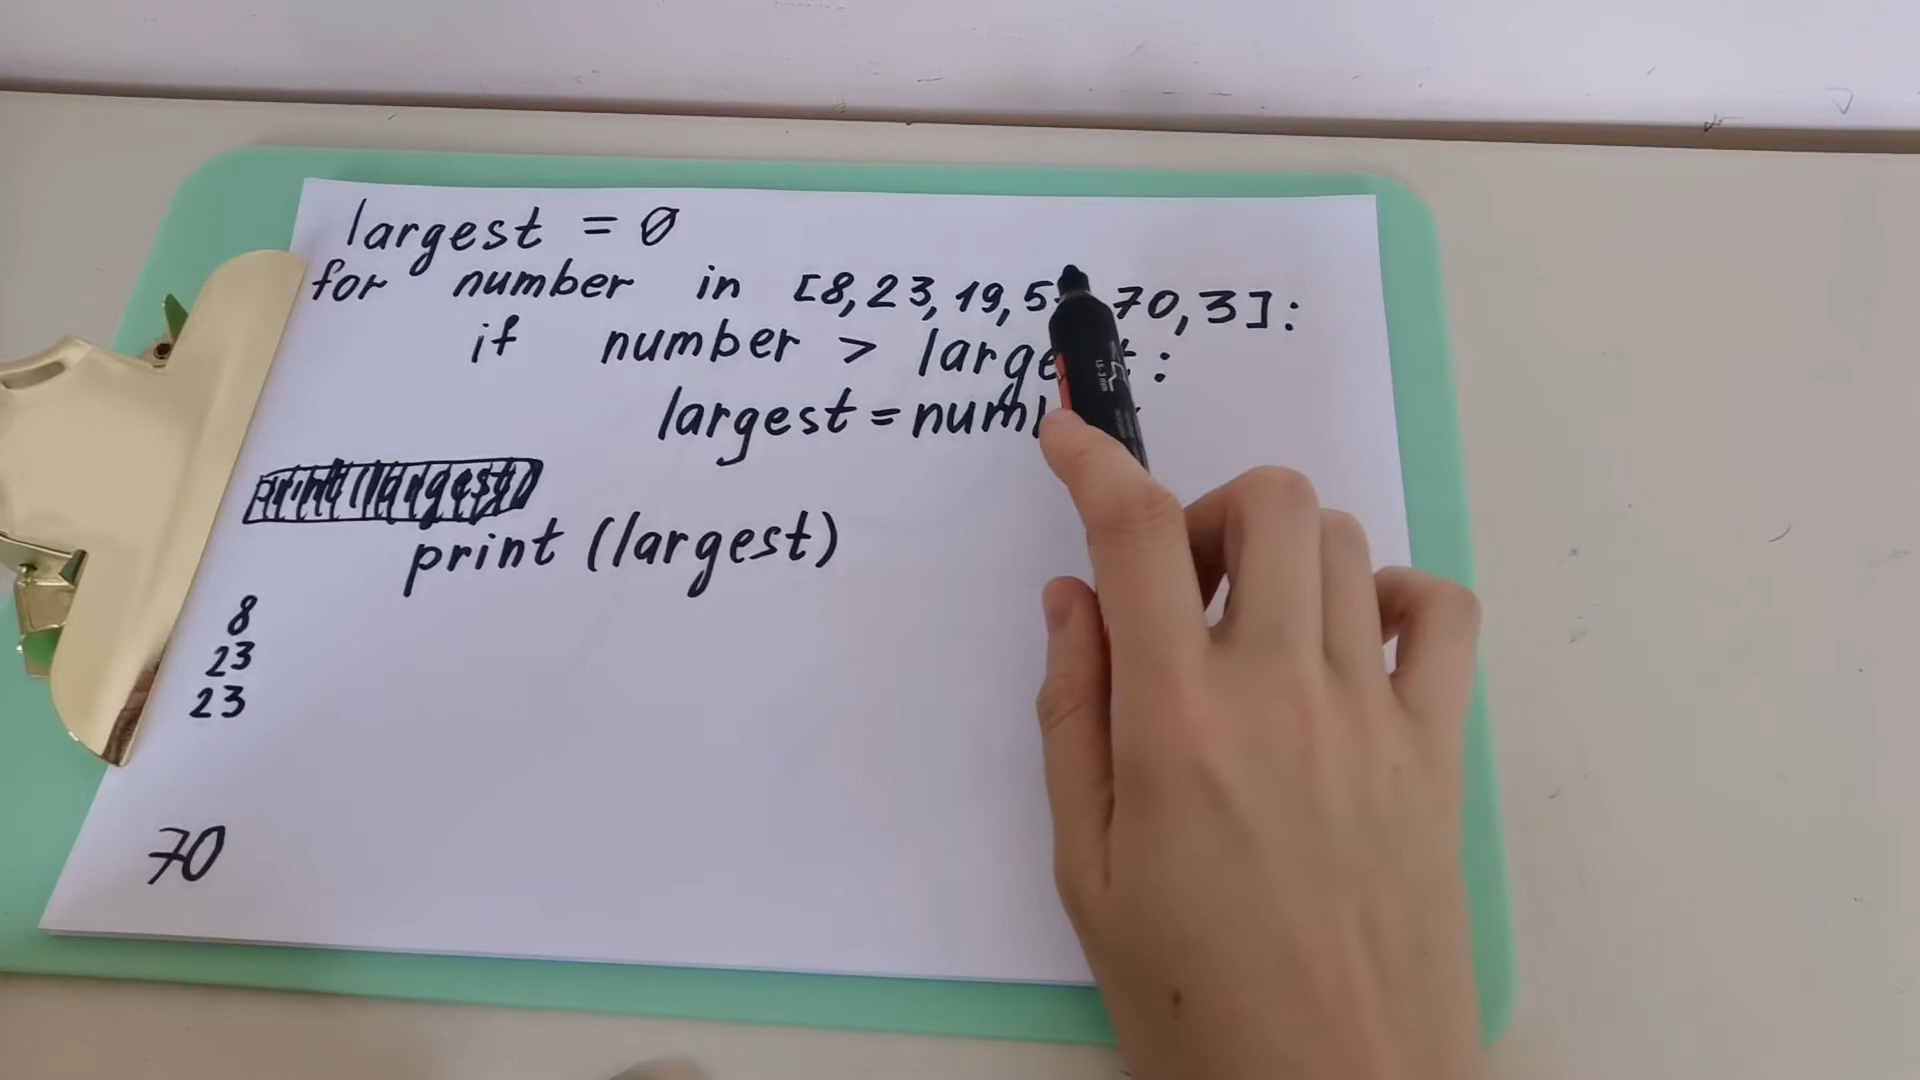 largest = 0
for number in [8,23,19,5 70,3]:
if number > largest:
largest = num
print (largest)
8
23
23
70